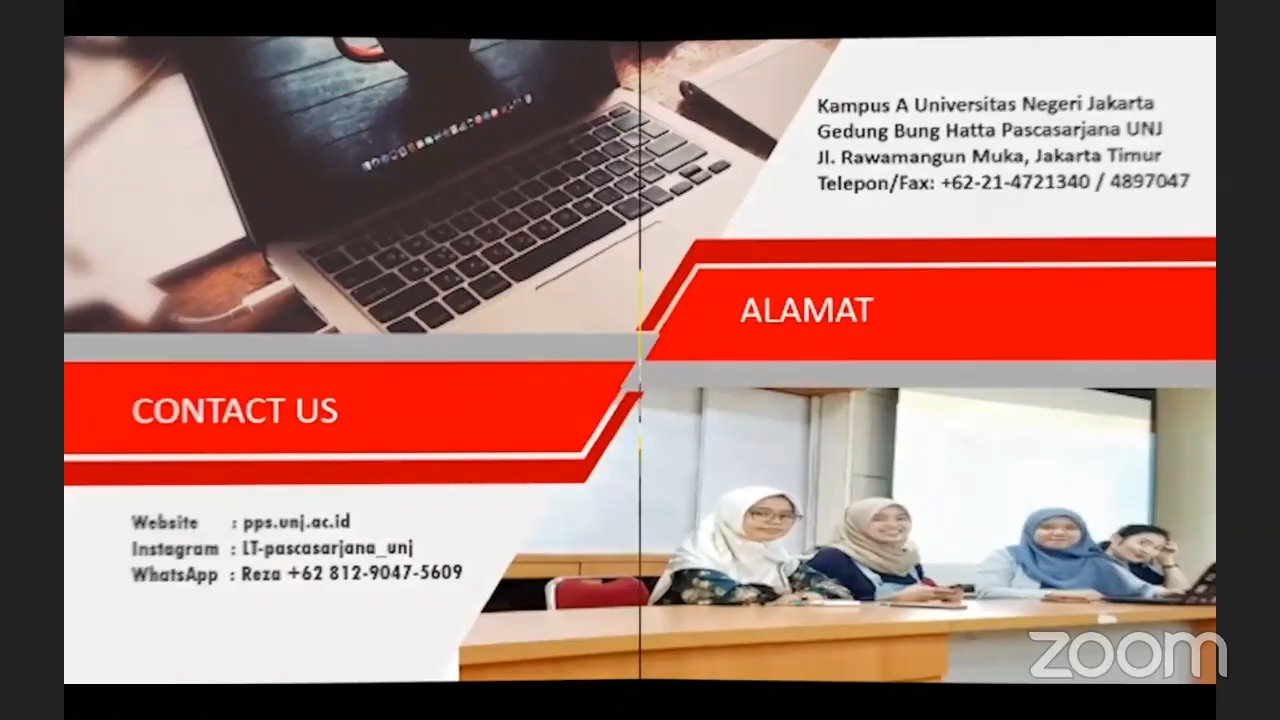 Kampus A Universitas Negeri Jakarta
Gedung Bung Hatta Pascasarjana UNJ
Jl. Rawamangun Muka, Jakarta Timur
Telepon/Fax: +62-21-4721340 / 4897047
ALAMAT
CONTACT US
Website : pps.unj.ac.id
Instagram : LT-pascasarjana_unj
WhatsApp : Reza +62 812-9047-5609
zoom